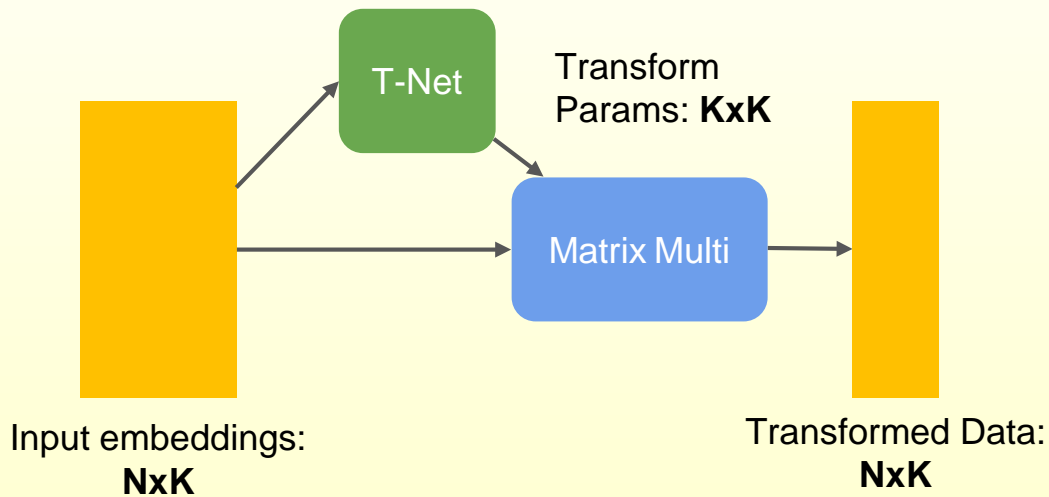 T-Net
Transform
Params: KxK
Matrix Multi
Input embeddings:
NxK
Transformed Data:
NxK